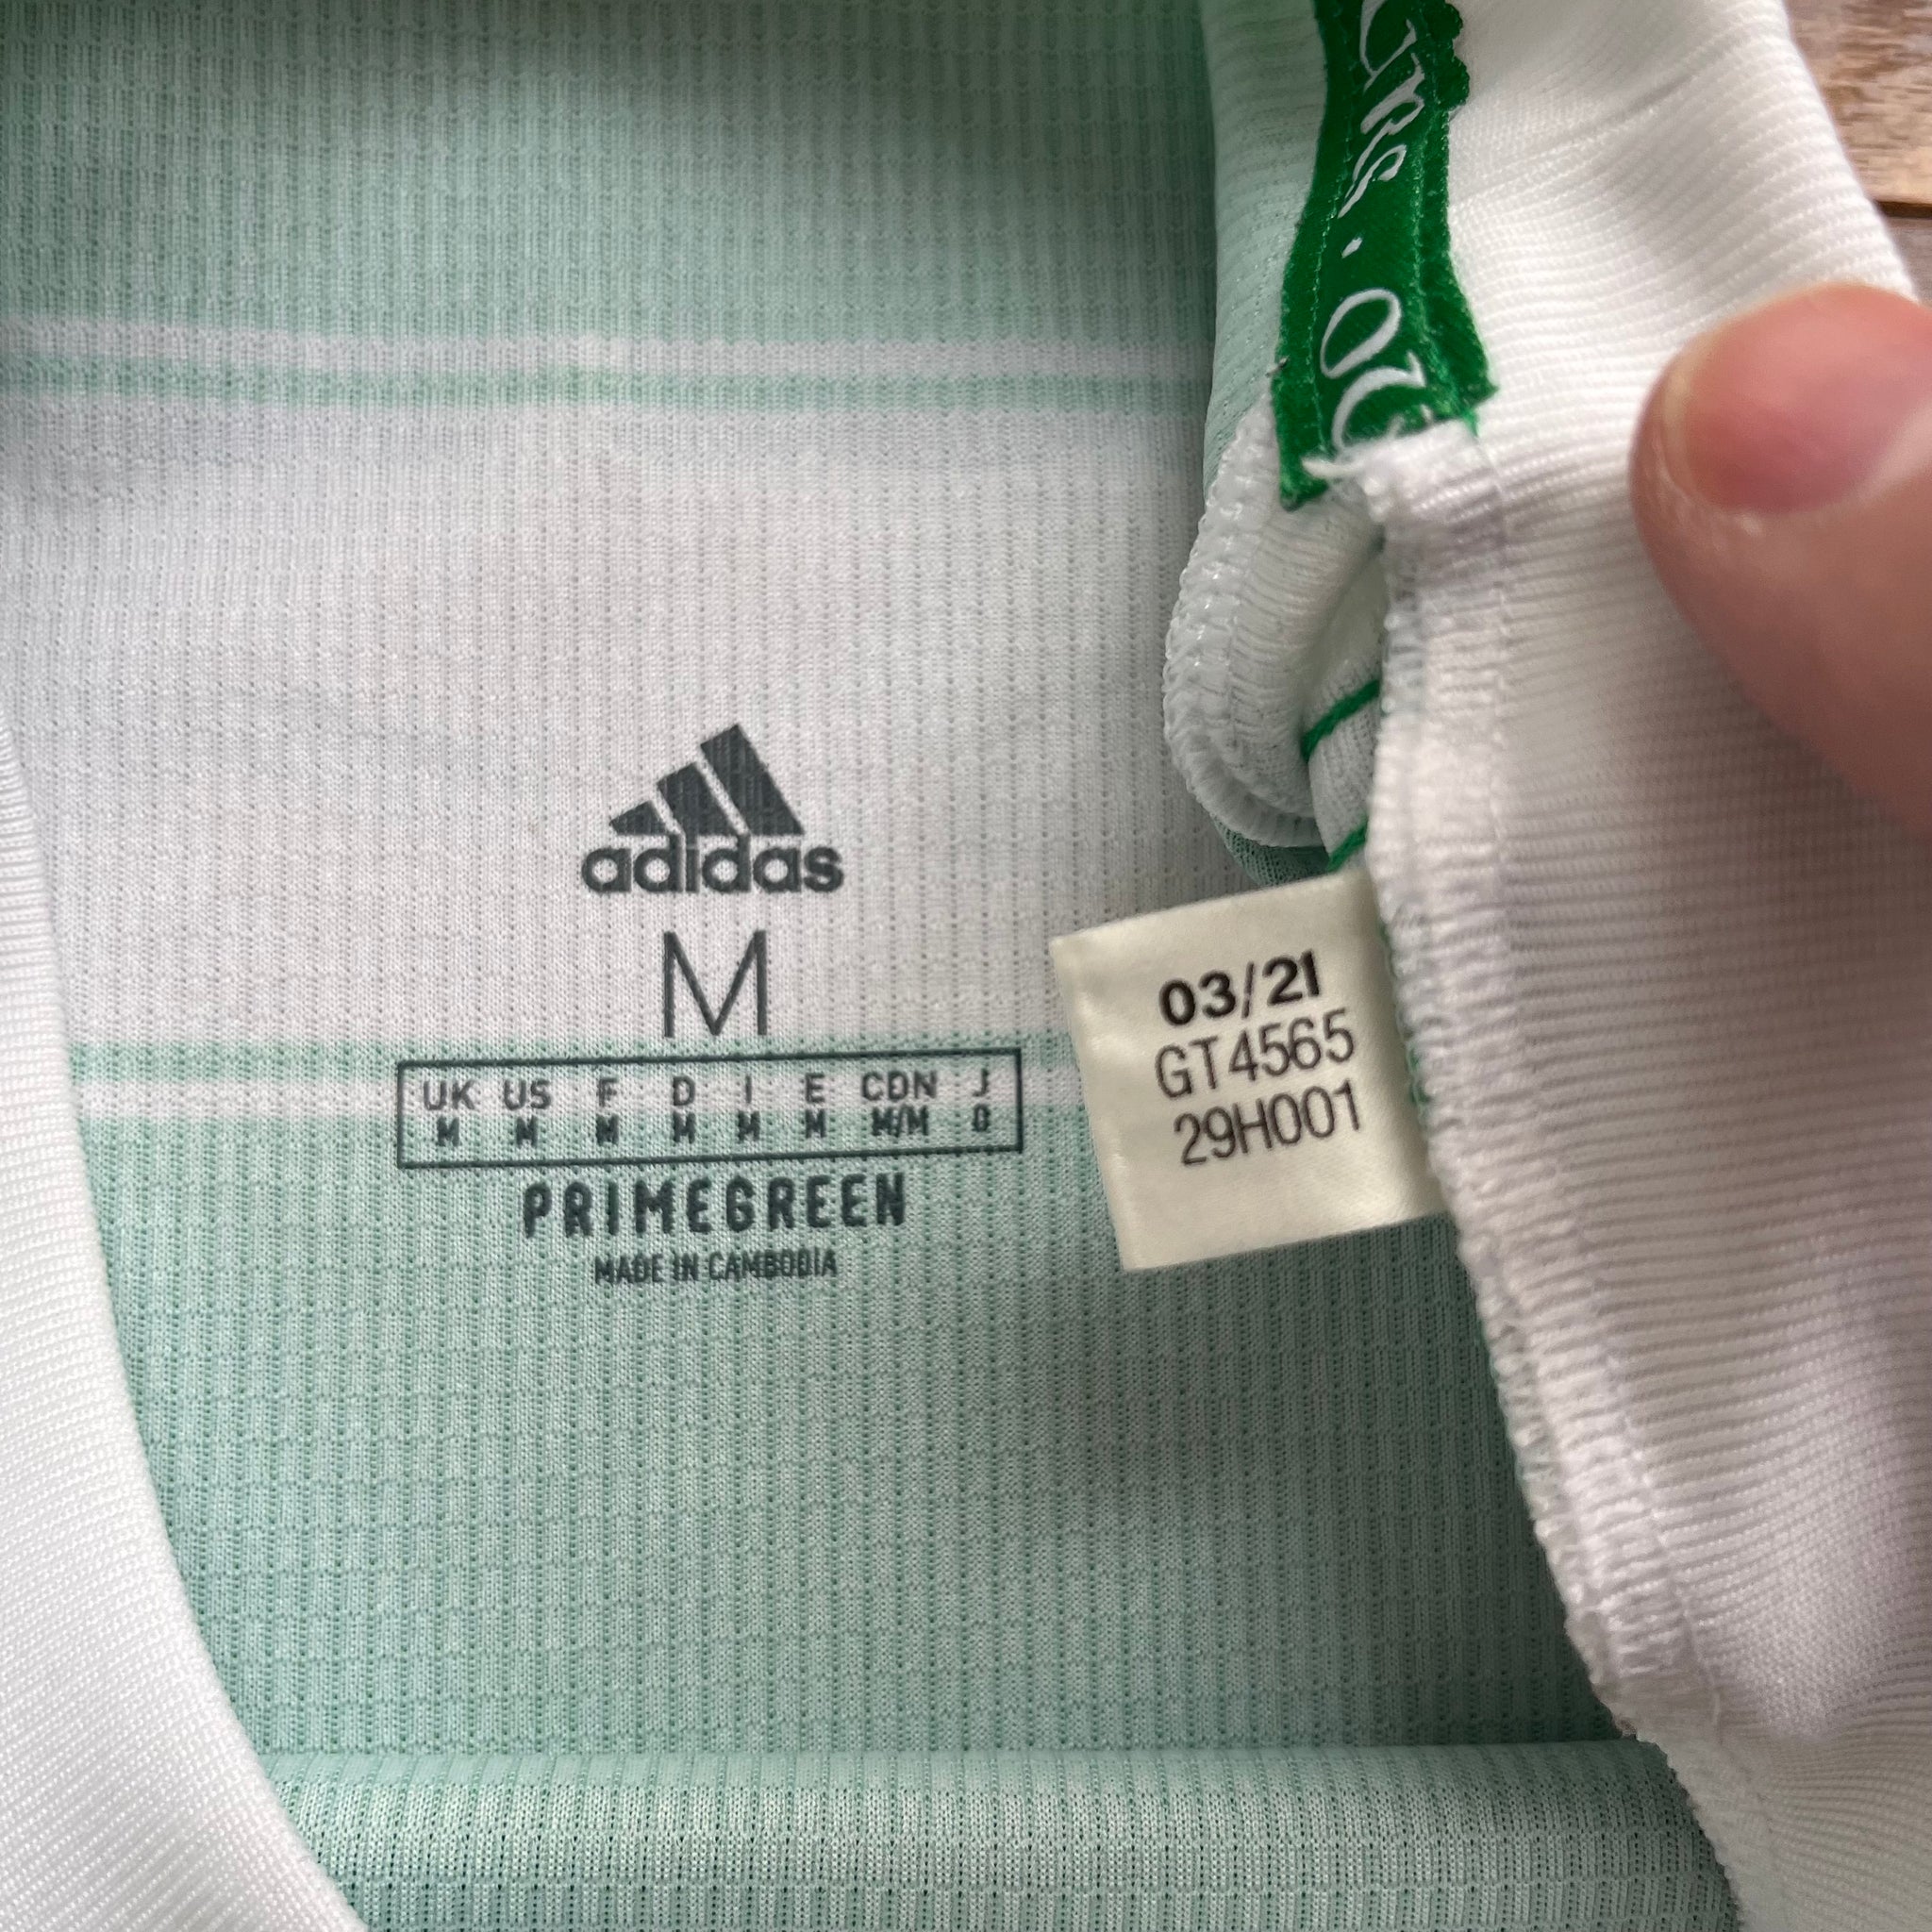 adidas
M
UK US F D I E CDN J
M M M M M M M/M O
PRIMEGREEN
MADE IN CAMBODIA
03/21
GT4565
29H001